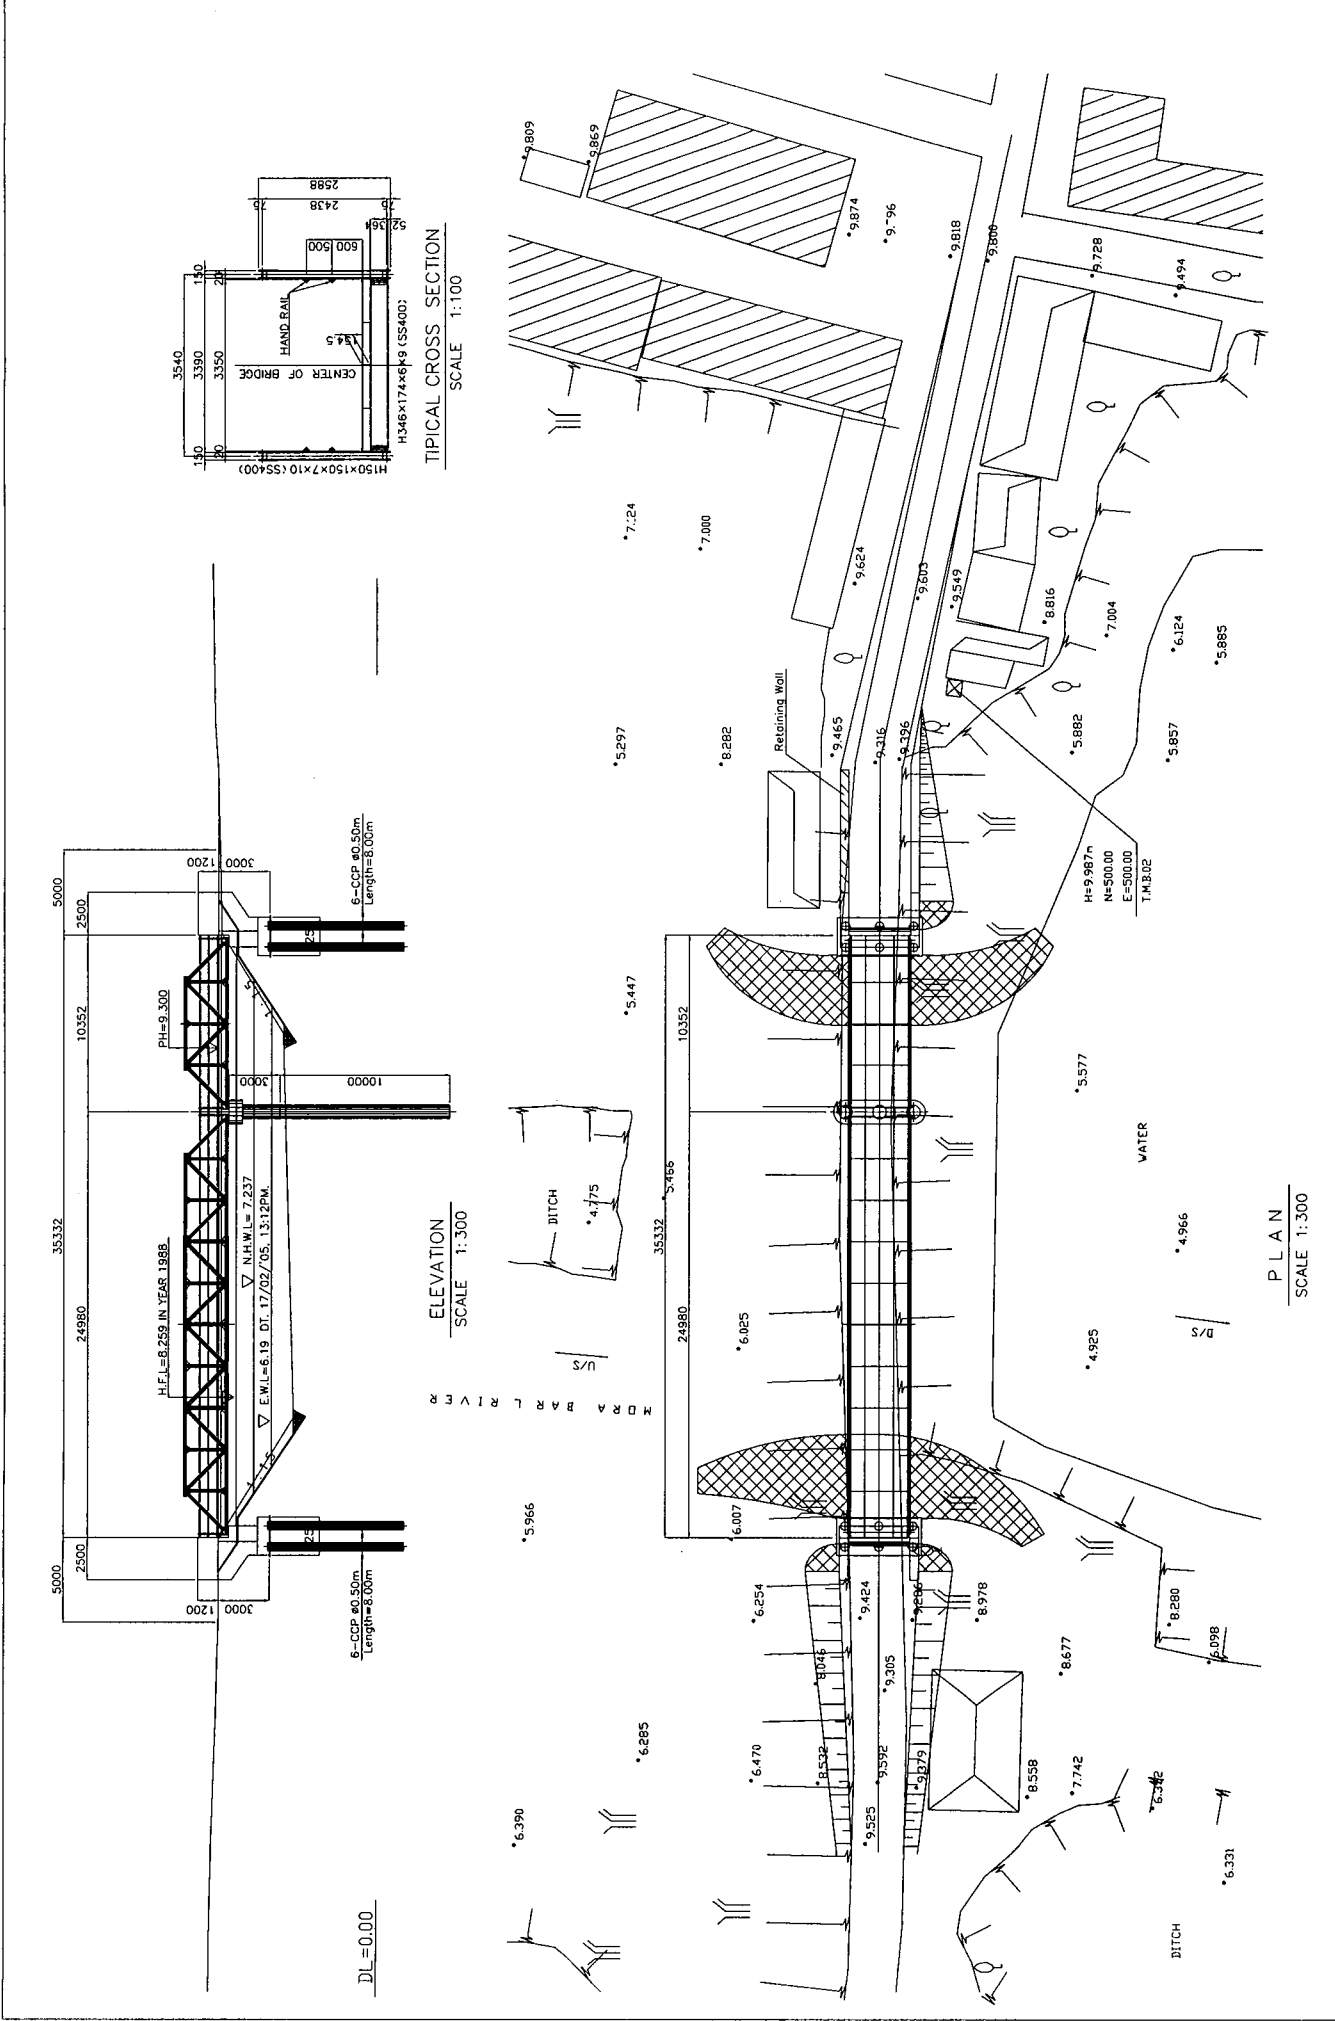 5000
35332
5000
2500
24980
10352
2500
1200
3000
1200
3000
H.F.L=8.259 IN YEAR 1988
PH=9.300
N.H.W.L= 7.237
E.W.L=6.19 DT. 17/02/'05, 13:12PM.
3000
10000
6-CCP ø0.50m
Length=8.00m
6-CCP ø0.50m
Length=8.00m
DL=0.00
ELEVATION
SCALE 1:300
3540
150
3390
150
20
3350
20
HAND RAIL
CENTER OF BRIDGE
134.5
500
600
75
2438
75
2588
H150×150×7×10 (SS400)
H346×174×6×9 (SS400)
TIPICAL CROSS SECTION
SCALE 1:100
MORA BARL RIVER
U/S
DITCH
4.775
5.466
35332
24980
10352
6.390
6.285
5.966
6.007
6.025
5.447
5.297
8.282
7.000
9.809
9.869
9.874
9.818
9.800
9.728
9.494
9.624
9.603
9.549
8.816
7.004
6.124
5.885
Retaining Wall
9.465
9.316
9.396
5.882
5.857
H=9.987m
N=500.00
E=500.00
T.M.B.02
5.577
WATER
4.966
4.925
D/S
6.254
6.470
8.046
8.532
9.424
9.305
9.592
9.525
9.286
9.379
8.978
8.677
8.558
7.742
8.280
6.098
6.331
DITCH
PLAN
SCALE 1:300